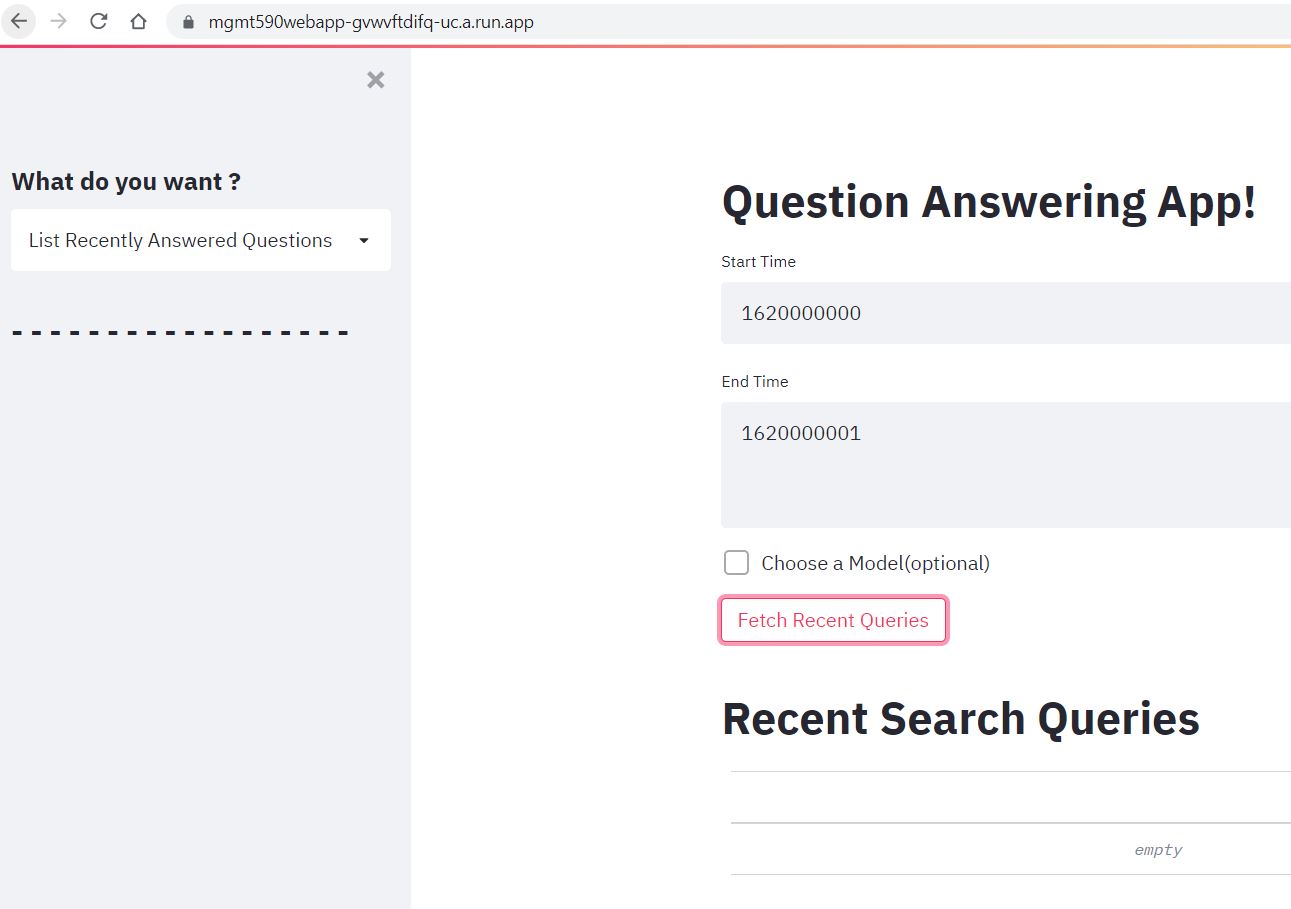 mgmt590webapp-gvwvftdifq-uc.a.run.app
What do you want ?
List Recently Answered Questions
- - - - - - - - - - - - - - - - - -
Question Answering App!
Start Time
1620000000
End Time
1620000001
Choose a Model(optional)
Fetch Recent Queries
Recent Search Queries
empty